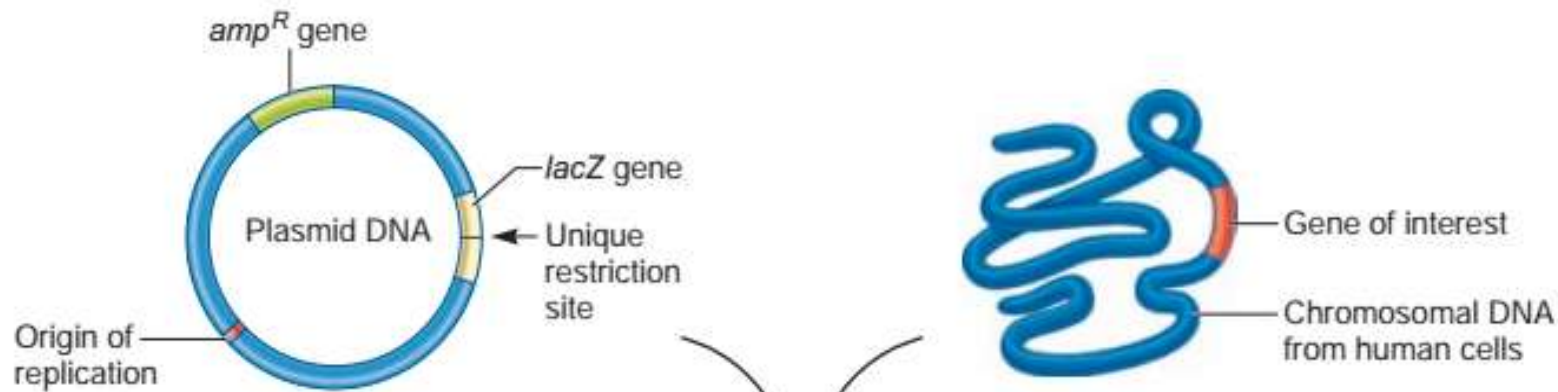 ampR gene
lacZ gene
Plasmid DNA
Unique
restriction
site
Origin of
replication
Gene of interest
Chromosomal DNA
from human cells